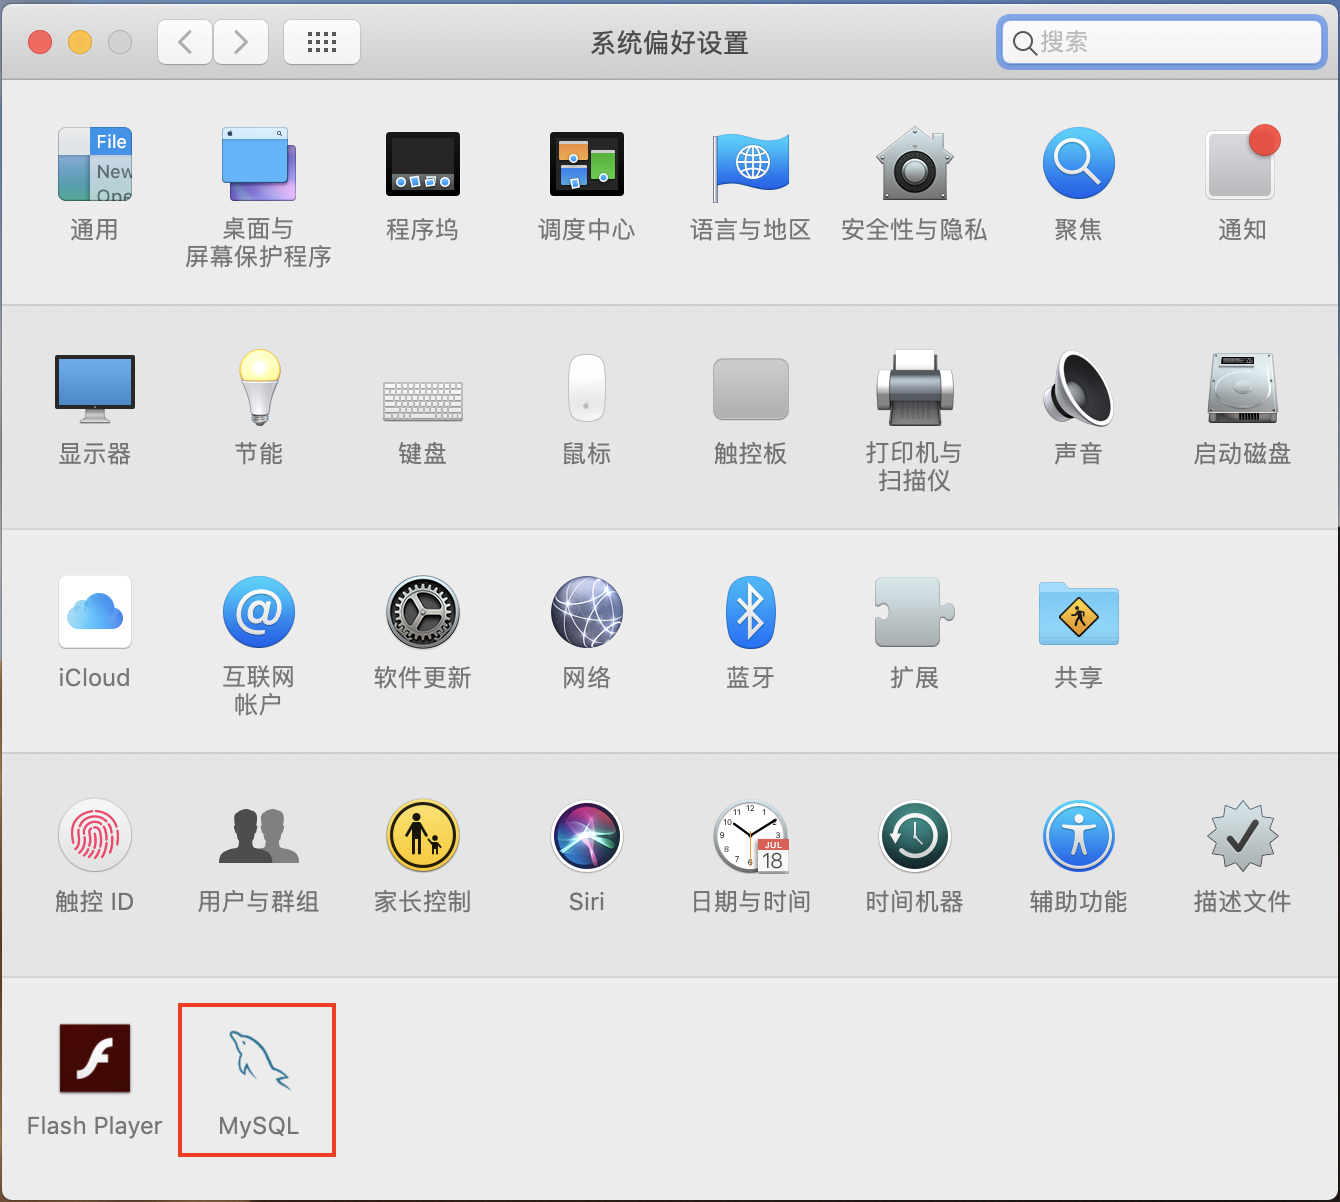 系统偏好设置
搜索
File
New
Ope
通用
桌面与
屏幕保护程序
程序坞
调度中心
语言与地区
安全性与隐私
聚焦
通知
显示器
节能
键盘
鼠标
触控板
打印机与
扫描仪
声音
启动磁盘
iCloud
互联网
帐户
软件更新
网络
蓝牙
扩展
共享
触控 ID
用户与群组
家长控制
Siri
JUL
18
日期与时间
时间机器
辅助功能
描述文件
Flash Player
MySQL